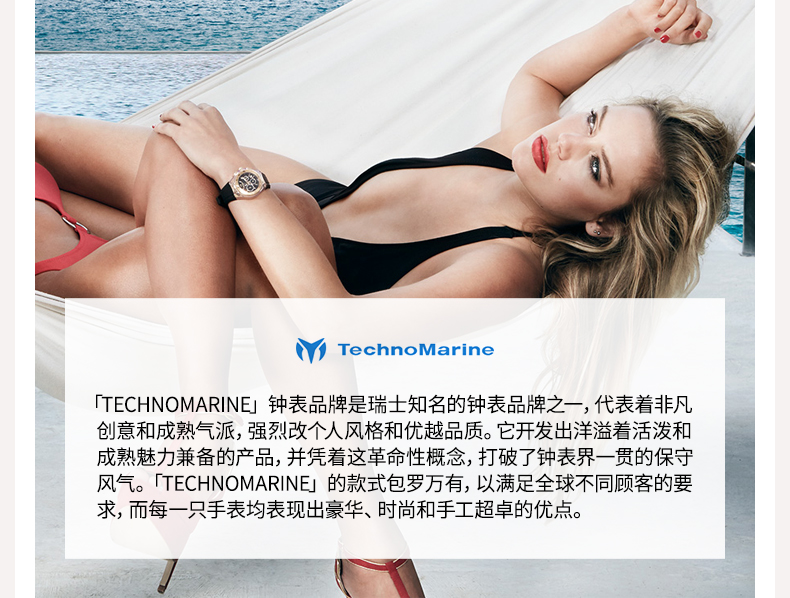 TechnoMarine
「TECHNOMARINE」钟表品牌是瑞士知名的钟表品牌之一，代表着非凡
创意和成熟气派，强烈改个人风格和优越品质。它开发出洋溢着活泼和
成熟魅力兼备的产品，并凭着这革命性概念，打破了钟表界一贯的保守
风气。「TECHNOMARINE」的款式包罗万有，以满足全球不同顾客的要
求，而每一只手表均表现出豪华、时尚和手工超卓的优点。